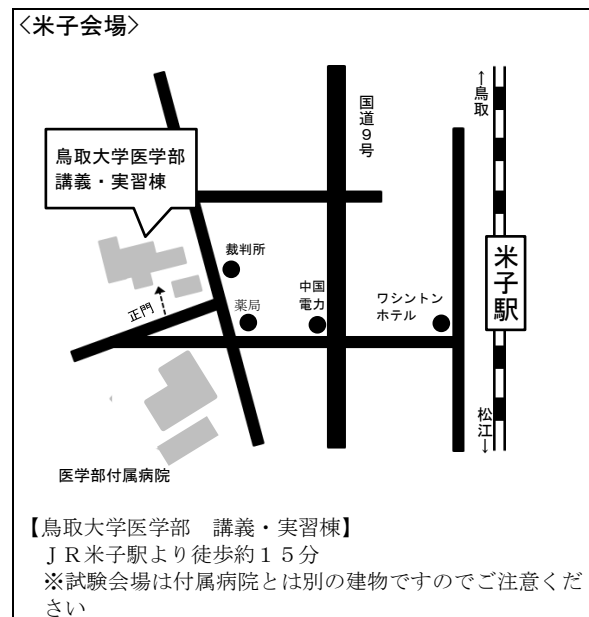 <米子会場>
←鳥取
国道9号
鳥取大学医学部
講義・実習棟
米子駅
裁判所
中国
電力
ワシントン
ホテル
薬局
正門
松江→
医学部付属病院
【鳥取大学医学部　講義・実習棟】
ＪＲ米子駅より徒歩約１５分
※試験会場は付属病院とは別の建物ですのでご注意くだ
さい